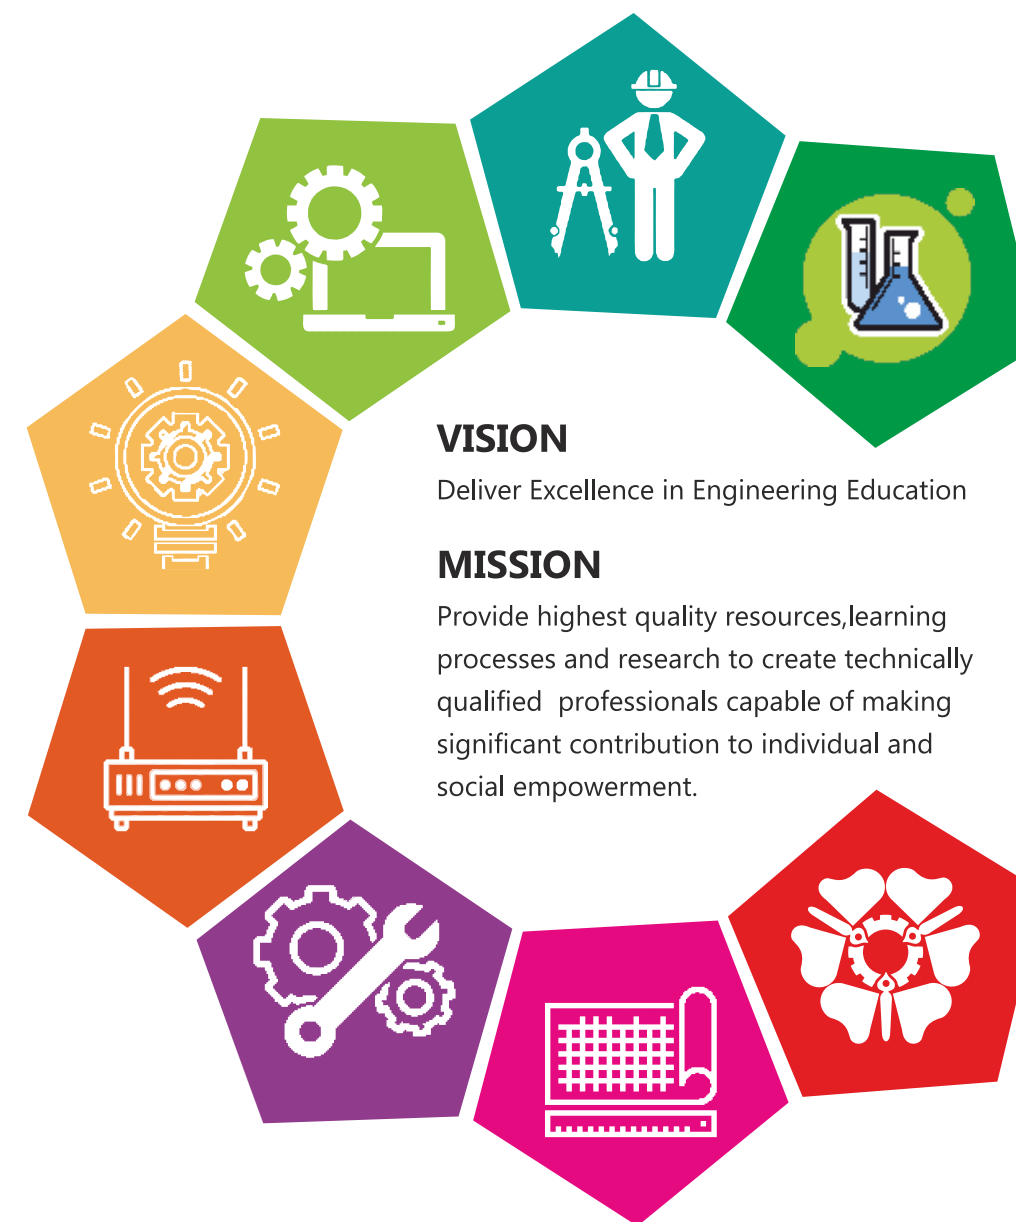 VISION
Deliver Excellence in Engineering Education
MISSION
Provide highest quality resources,learning
processes and research to create technically
qualified  professionals capable of making
significant contribution to individual and
social empowerment.